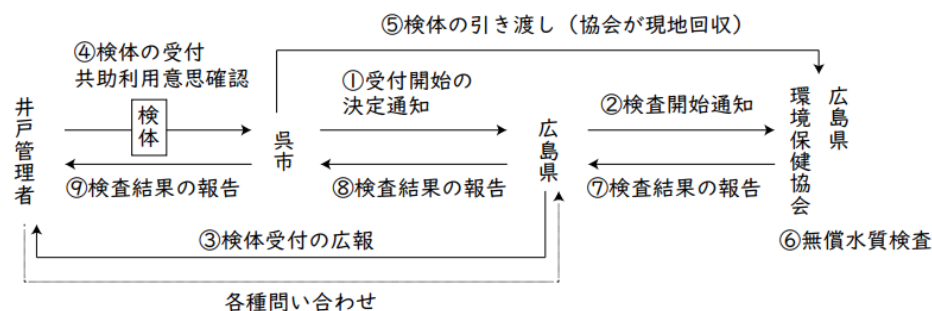 ⑤検体の引き渡し（協会が現地回収）
④検体の受付
共助利用意思確認
①受付開始の
決定通知
②検査開始通知
井戸管理者
検体
呉市
広島県
広島県
環境保健協会
⑨検査結果の報告
⑧検査結果の報告
⑦検査結果の報告
③検体受付の広報
⑥無償水質検査
各種問い合わせ